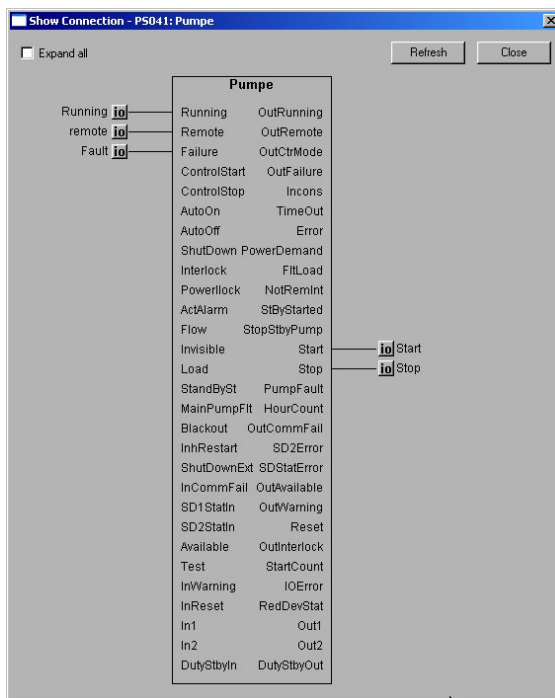 Show Connection - PS041: Pumpe
Expand all
Refresh
Close
Pumpe
Running io Running OutRunning
remote io Remote OutRemote
Fault io Failure OutCtrMode
ControlStart OutFailure
ControlStop Incons
AutoOn TimeOut
AutoOff Error
ShutDown PowerDemand
Interlock FltLoad
PowerIlock NotRemInt
ActAlarm StByStarted
Flow StopStbyPump
Invisible Start io Start
Load Stop io Stop
StandBySt PumpFault
MainPumpFlt HourCount
Blackout OutCommFail
InhRestart SD2Error
ShutDownExt SDStatError
InCommFail OutAvailable
SD1StatIn OutWarning
SD2StatIn Reset
Available OutInterlock
Test StartCount
InWarning IOError
InReset RedDevStat
In1 Out1
In2 Out2
DutyStbyIn DutyStbyOut